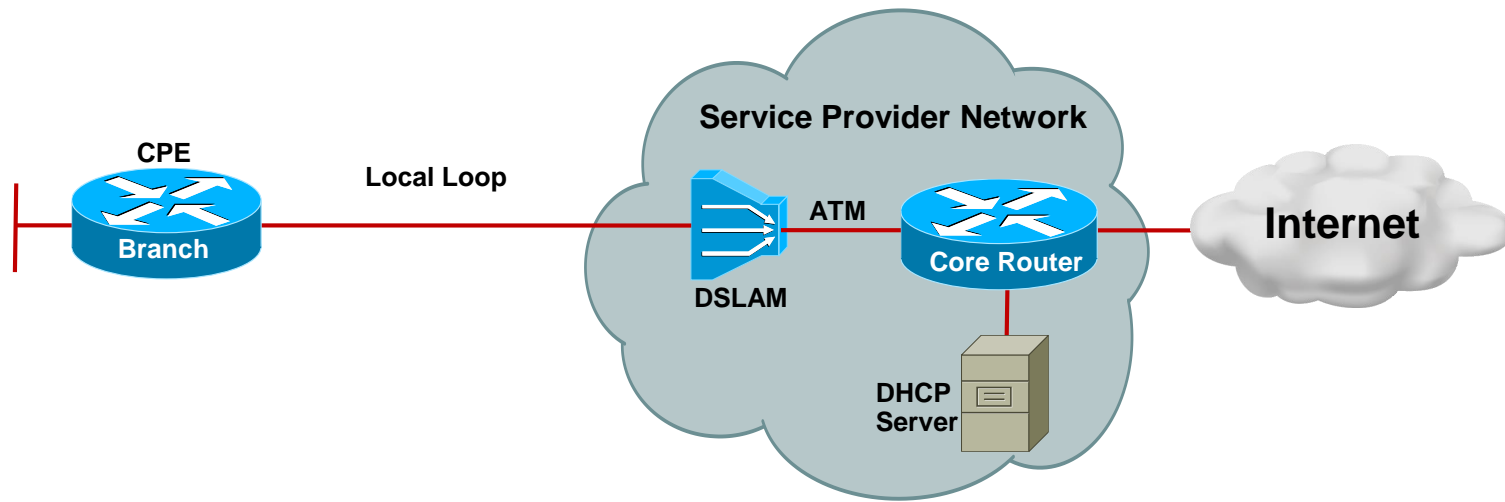 Service Provider Network
CPE
Local Loop
ATM
Internet
Branch
Core Router
DSLAM
DHCP
Server